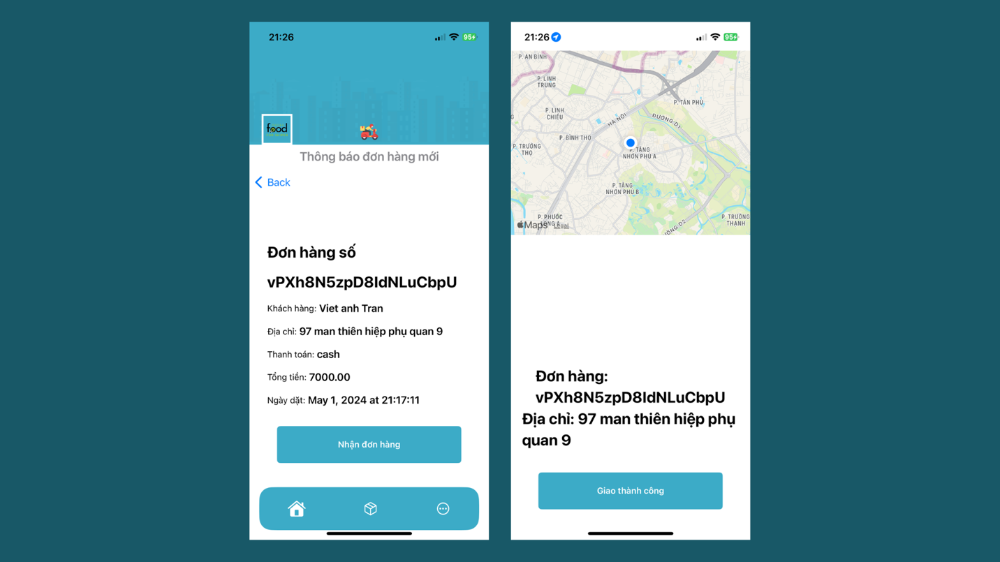 21:26
95
food
Thông báo đơn hàng mới
Back
Đơn hàng số
vPXh8N5zpD8IdNLuCbpU
Khách hàng: Viet anh Tran
Địa chỉ: 97 man thiên hiệp phụ quan 9
Thanh toán: cash
Tổng tiền: 7000.00
Ngày dặt: May 1, 2024 at 21:17:11
Nhận đơn hàng
21:26
95
P. AN BÌNH
P. LINH
TRUNG
P. TÂN PHÚ
P. LINH
CHIỂU
HÀ NỘI
ĐƯỜNG D1
P. BÌNH THỌ
P. TRƯỜNG
THỌ
P. TĂNG
NHƠN PHÚ A
P. TĂNG
NHƠN PHÚ B
P. PHƯỚC
LONG A
P. TRƯỜNG
THẠNH
Maps
Legal
ĐƯỜNG D2
Đơn hàng:
vPXh8N5zpD8IdNLuCbpU
Địa chỉ: 97 man thiên hiệp phụ
quan 9
Giao thành công